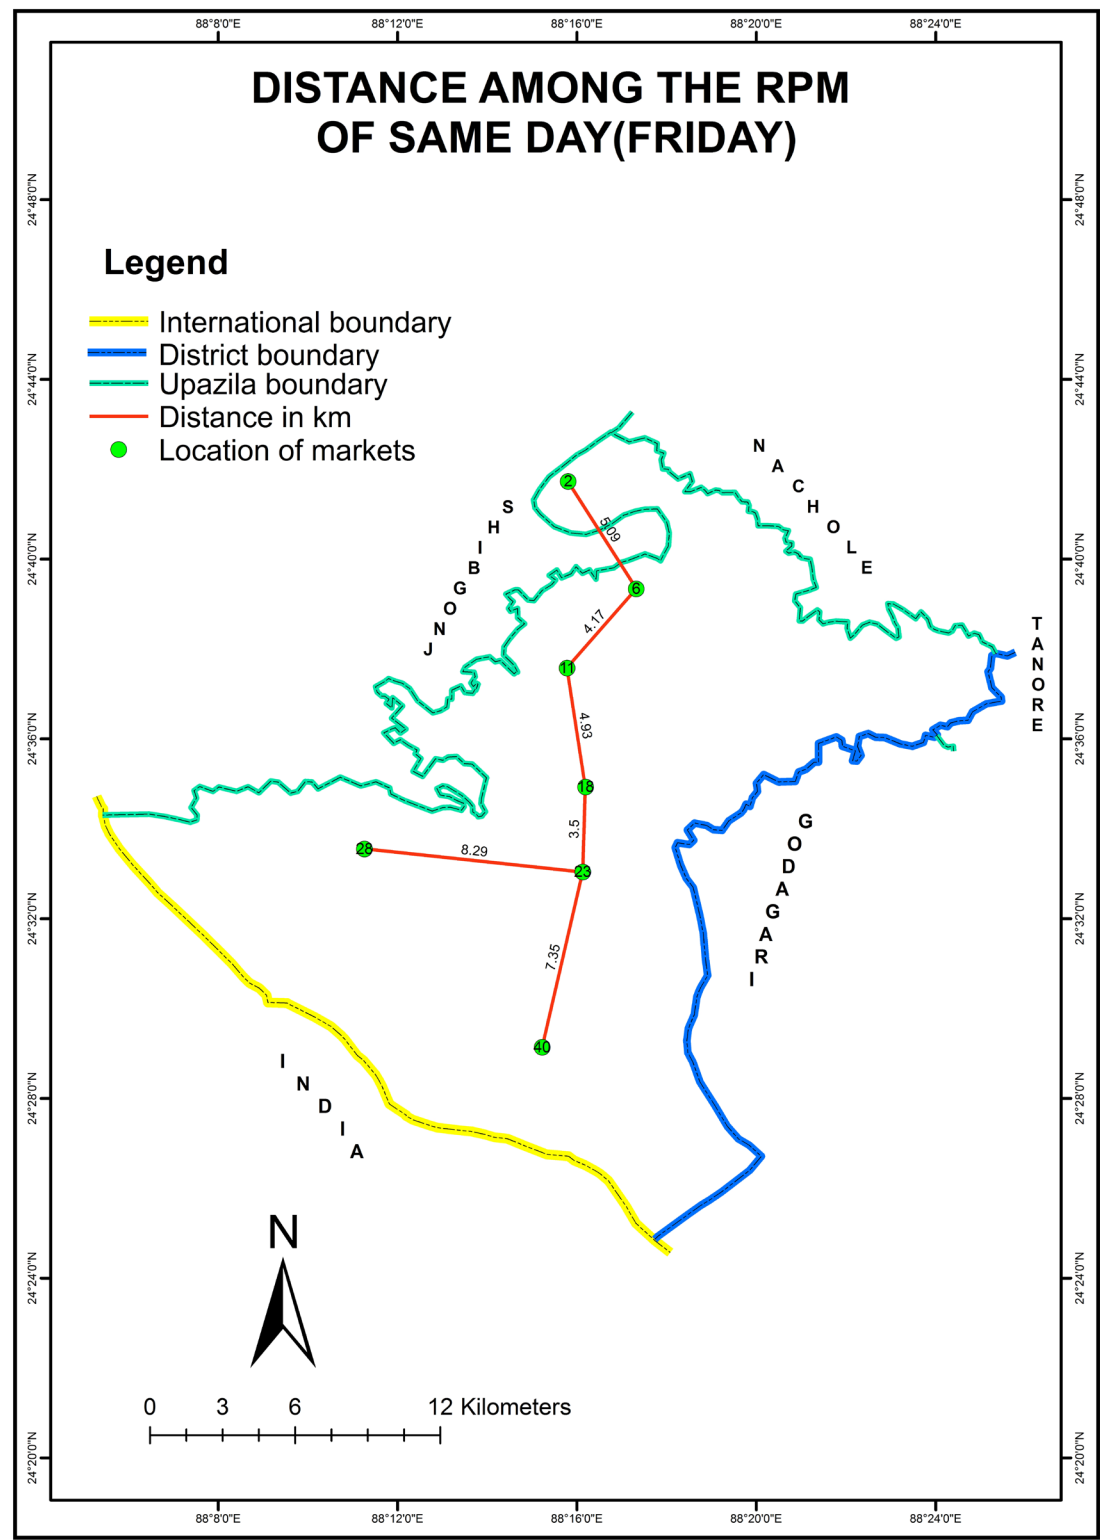 88°8'0"E 88°12'0"E 88°16'0"E 88°20'0"E 88°24'0"E
DISTANCE AMONG THE RPM
OF SAME DAY(FRIDAY)
24°48'0"N 24°48'0"N
Legend
International boundary
District boundary
24°44'0"N 24°44'0"N
Upazila boundary
Distance in km
Location of markets
NACHOLE
2
SHIBGONJ
5.09
24°40'0"N 24°40'0"N
6
4.17
TANORE
11
4.93
24°36'0"N 24°36'0"N
18
GODAGARI
3.5
28
8.29
23
24°32'0"N 24°32'0"N
7.35
40
INDIA
24°28'0"N 24°28'0"N
N
24°24'0"N 24°24'0"N
0 3 6 12 Kilometers
24°20'0"N 24°20'0"N
88°8'0"E 88°12'0"E 88°16'0"E 88°20'0"E 88°24'0"E